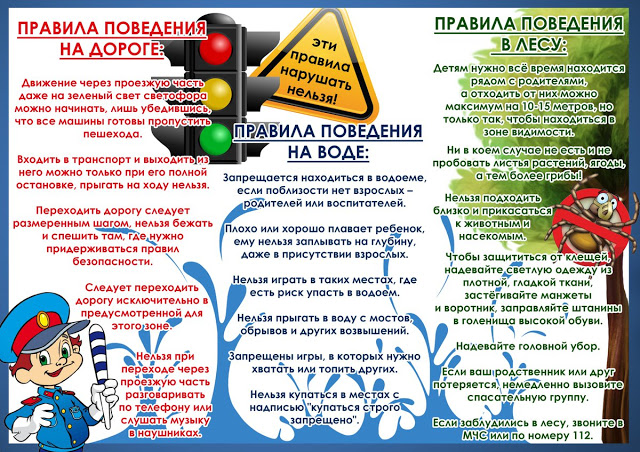 ПРАВИЛА ПОВЕДЕНИЯ
НА ДОРОГЕ:
Движение через проезжую часть
даже на зеленый свет светофора
можно начинать, лишь убедившись,
что все машины готовы пропустить
пешехода.
Входить в транспорт и выходить из
него можно только при его полной
остановке, прыгать на ходу нельзя.
Переходить дорогу следует
размеренным шагом, нельзя бежать
и спешить там, где нужно
придерживаться правил
безопасности.
Следует переходить
дорогу исключительно в
предусмотренной для
этого зоне.
Нельзя при
переходе через
проезжую часть
разговаривать
по телефону или
слушать музыку
в наушниках.
эти
правила
нарушать
нельзя!
ПРАВИЛА ПОВЕДЕНИЯ
НА ВОДЕ:
Запрещается находиться в водоеме,
если поблизости нет взрослых –
родителей или воспитателей.
Плохо или хорошо плавает ребенок,
ему нельзя заплывать на глубину,
даже в присутствии взрослых.
Нельзя играть в таких местах, где
есть риск упасть в водоем.
Нельзя прыгать в воду с мостов,
обрывов и других возвышений.
Запрещены игры, в которых нужно
хватать или топить других.
Нельзя купаться в местах с
надписью "купаться строго
запрещено".
ПРАВИЛА ПОВЕДЕНИЯ
В ЛЕСУ:
Детям нужно всё время находится
рядом с родителями,
а отходить от них можно
максимум на 10-15 метров, но
только так, чтобы находиться в
зоне видимости.
Ни в коем случае не есть и не
пробовать листья растений, ягоды,
а тем более грибы!
Нельзя подходить
близко и прикасаться
к животным и
насекомым.
Чтобы защититься от клещей,
надевайте светлую одежду из
плотной, гладкой ткани,
застёгивайте манжеты
и воротник, заправляйте штанины
в голенища высокой обуви.
Надевайте головной убор.
Если ваш родственник или друг
потеряется, немедленно вызовите
спасательную группу.
Если заблудились в лесу, звоните в
МЧС или по номеру 112.